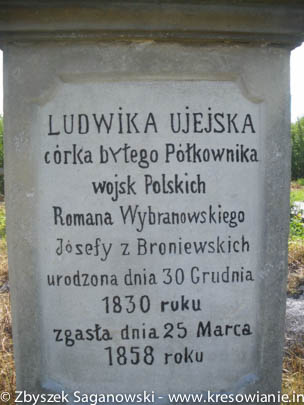 LUDWIKA UJEJSKA
córka byłego Półkownika
wojsk Polskich
Romana Wybranowskiego
Józefy z Broniewskich
urodzona dnia 30 Grudnia
1830 roku
zgasła dnia 25 Marca
1858 roku
© - Zbyszek Saganowski - www.kresowianie.in